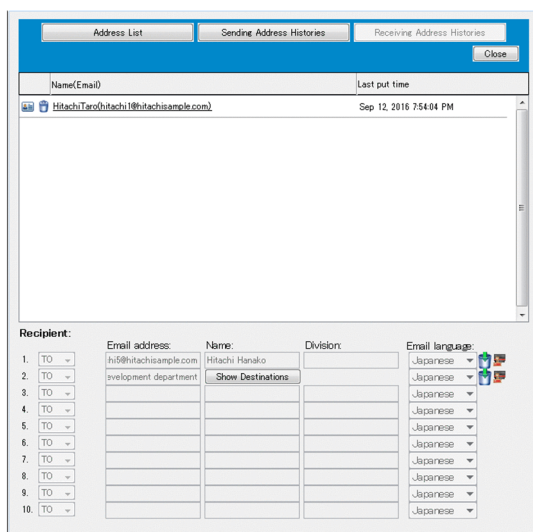 Address List Sending Address Histories Receiving Address Histories
Close
Name(Email) Last put time
HitachiTaro(hitachi1@hitachisample.com) Sep 12, 2016 7:54:04 PM
Recipient:
Email address: Name: Division: Email language:
1. TO hi5@hitachisample.com Hitachi Hanako Japanese
2. TO evelopment department Show Destinations Japanese
3. TO Japanese
4. TO Japanese
5. TO Japanese
6. TO Japanese
7. TO Japanese
8. TO Japanese
9. TO Japanese
10. TO Japanese